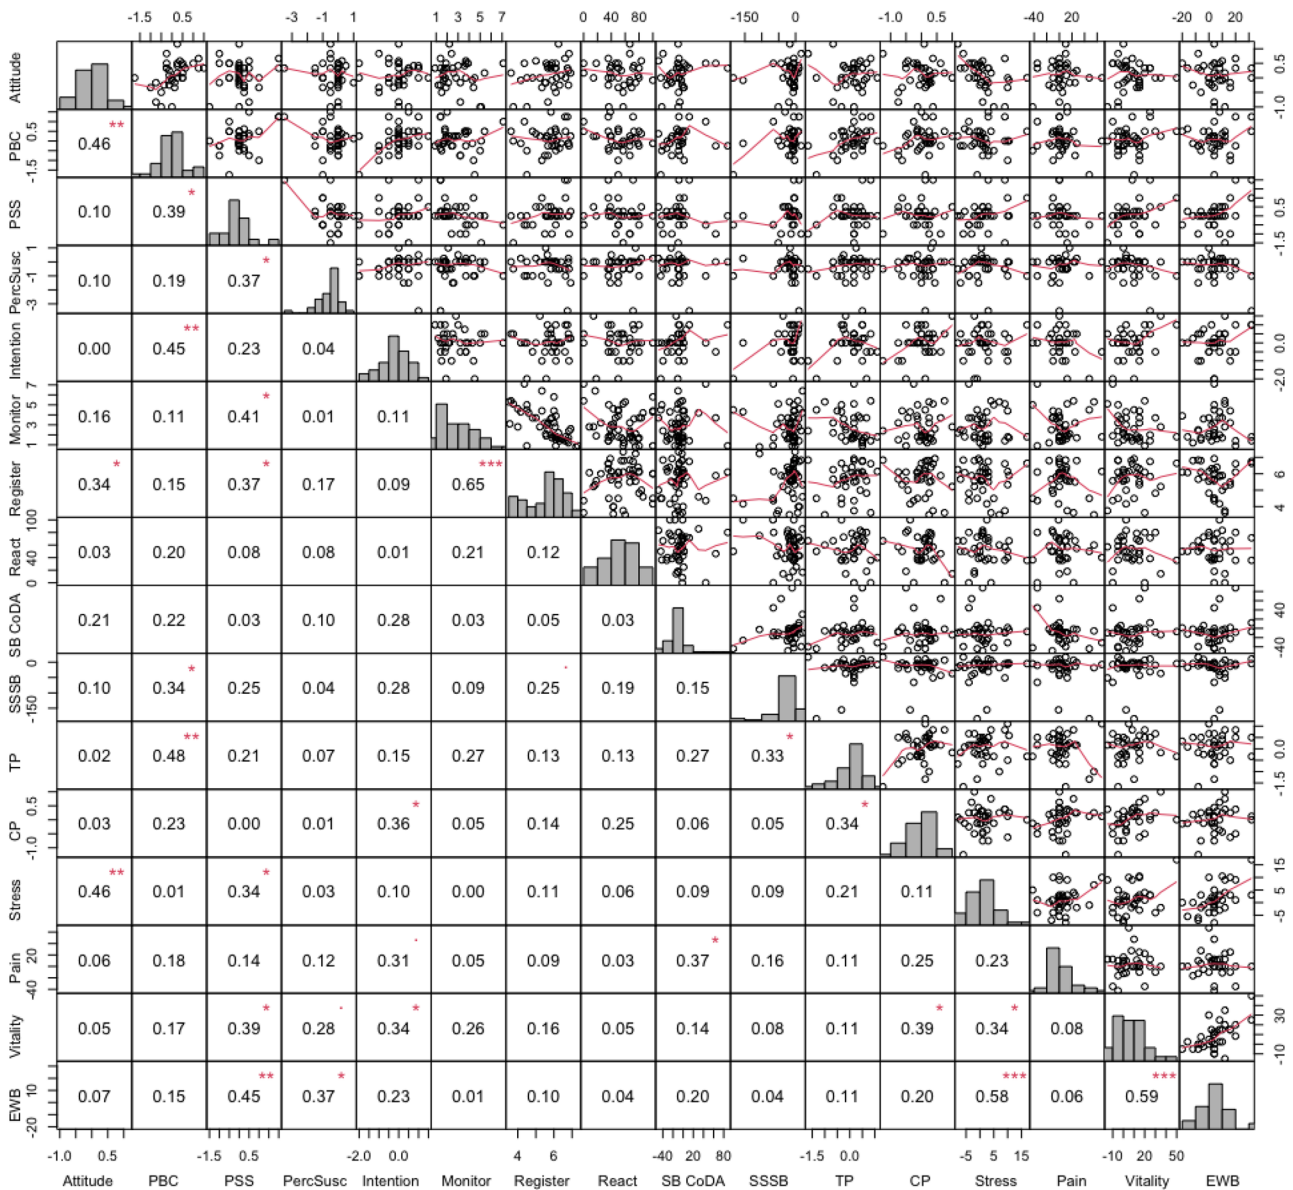 -1.5 0.5 -3 -1 1 1 3 5 7 0 40 80 -150 0 -1.0 0.5 -40 20 -20 0 20
Attitude 0.5 -1.0
PBC 0.5 -1.5 0.46 **
PSS 0.10 0.39 * 0.5 -1.5
PercSusc 1 -1 -3 0.10 0.19 0.37 *
Intention 0.00 0.45 ** 0.23 0.04 0.0 -2.0
Monitor 7 5 3 1 0.16 0.11 0.41 * 0.01 0.11
Register 0.34 * 0.15 0.37 * 0.17 0.09 0.65 *** 6 4
React 100 40 0 0.03 0.20 0.08 0.08 0.01 0.21 0.12
SB CoDA 0.21 0.22 0.03 0.10 0.28 0.03 0.05 0.03 40 -40
SSSB 0 -150 0.10 0.34 * 0.25 0.04 0.28 0.09 0.25 . 0.19 0.15
TP 0.02 0.48 ** 0.21 0.07 0.15 0.27 0.13 0.13 0.27 0.33 * 0.0 -1.5
CP 0.5 -1.0 0.03 0.23 0.00 0.01 0.36 * 0.05 0.14 0.25 0.06 0.05 0.34 *
Stress 0.46 ** 0.01 0.34 * 0.03 0.10 0.00 0.11 0.06 0.09 0.09 0.21 0.11 15 5 -5
Pain 20 -40 0.06 0.18 0.14 0.12 0.31 . 0.05 0.09 0.03 0.37 * 0.16 0.11 0.25 0.23
Vitality 0.05 0.17 0.39 * 0.28 . 0.34 * 0.26 0.16 0.05 0.14 0.08 0.11 0.39 * 0.34 * 0.08 30 -10
EWB 10 -20 0.07 0.15 0.45 ** 0.37 * 0.23 0.01 0.10 0.04 0.20 0.04 0.11 0.20 0.58 *** 0.06 0.59 ***
-1.0 0.5 -1.5 0.5 -2.0 0.0 4 6 -40 20 80 -1.5 0.0 -5 5 15 -10 20 50
Attitude PBC PSS PercSusc Intention Monitor Register React SB CoDA SSSB TP CP Stress Pain Vitality EWB